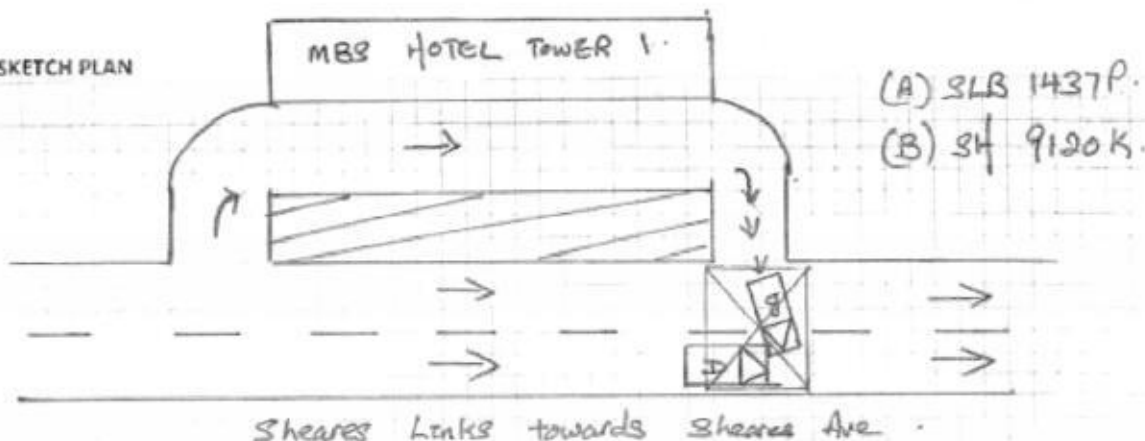 SKETCH PLAN
MBS HOTEL TOWER 1.
(A) SLB 1437P.
(B) SH 9120K.
B
A
Sheares Links towards Sheares Ave.